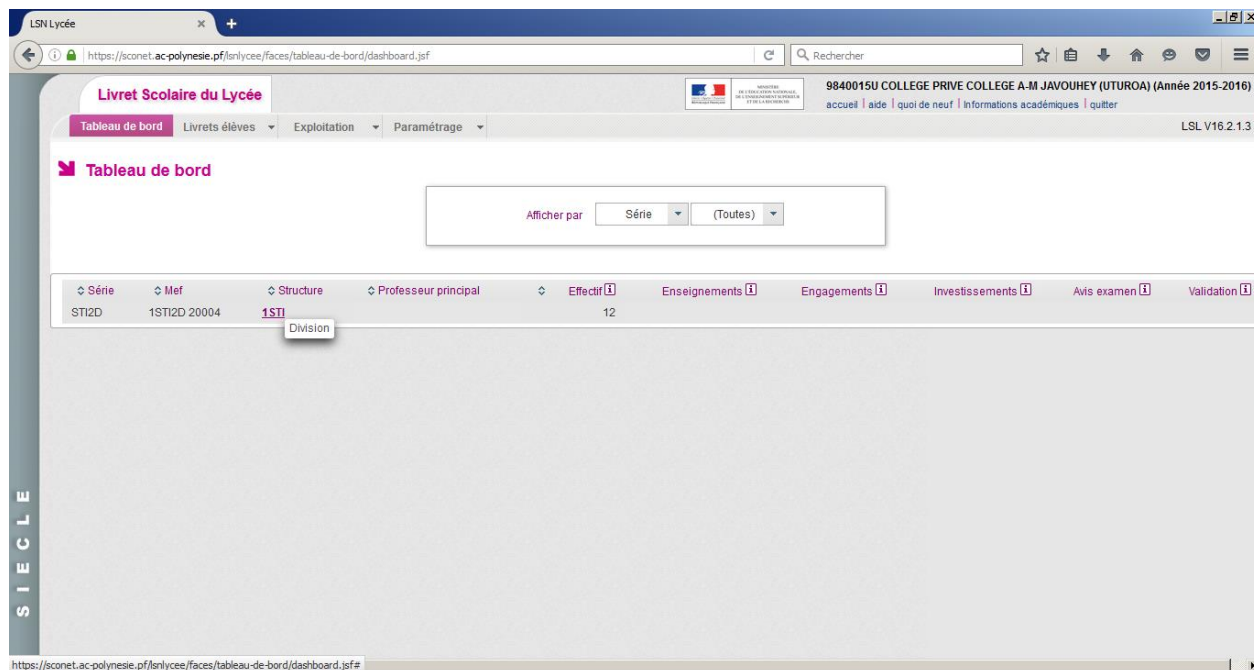 LSN Lycée
https://sconet.ac-polynesie.pf/lsnlycee/faces/tableau-de-bord/dashboard.jsf
Rechercher
Livret Scolaire du Lycée
9840015U COLLEGE PRIVE COLLEGE A-M JAVOUHEY (UTUROA) (Année 2015-2016)
accueil | aide | quoi de neuf | Informations académiques | quitter
Tableau de bord Livrets élèves Exploitation Paramétrage LSL V16.2.1.3
Tableau de bord
Afficher par Série (Toutes)
Série Mef Structure Professeur principal Effectif Enseignements Engagements Investissements Avis examen Validation
STI2D 1STI2D 20004 1STI 12
Division
SIECLE
https://sconet.ac-polynesie.pf/lsnlycee/faces/tableau-de-bord/dashboard.jsf#